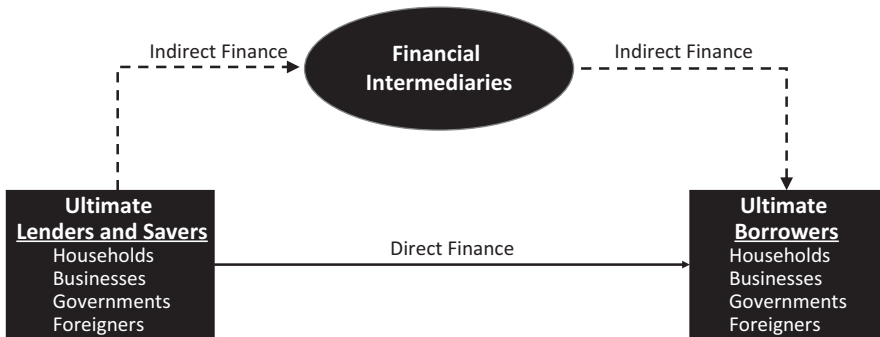 Indirect Finance
Financial
Intermediaries
Indirect Finance
Ultimate
Lenders and Savers
Households
Businesses
Governments
Foreigners
Direct Finance
Ultimate
Borrowers
Households
Businesses
Governments
Foreigners